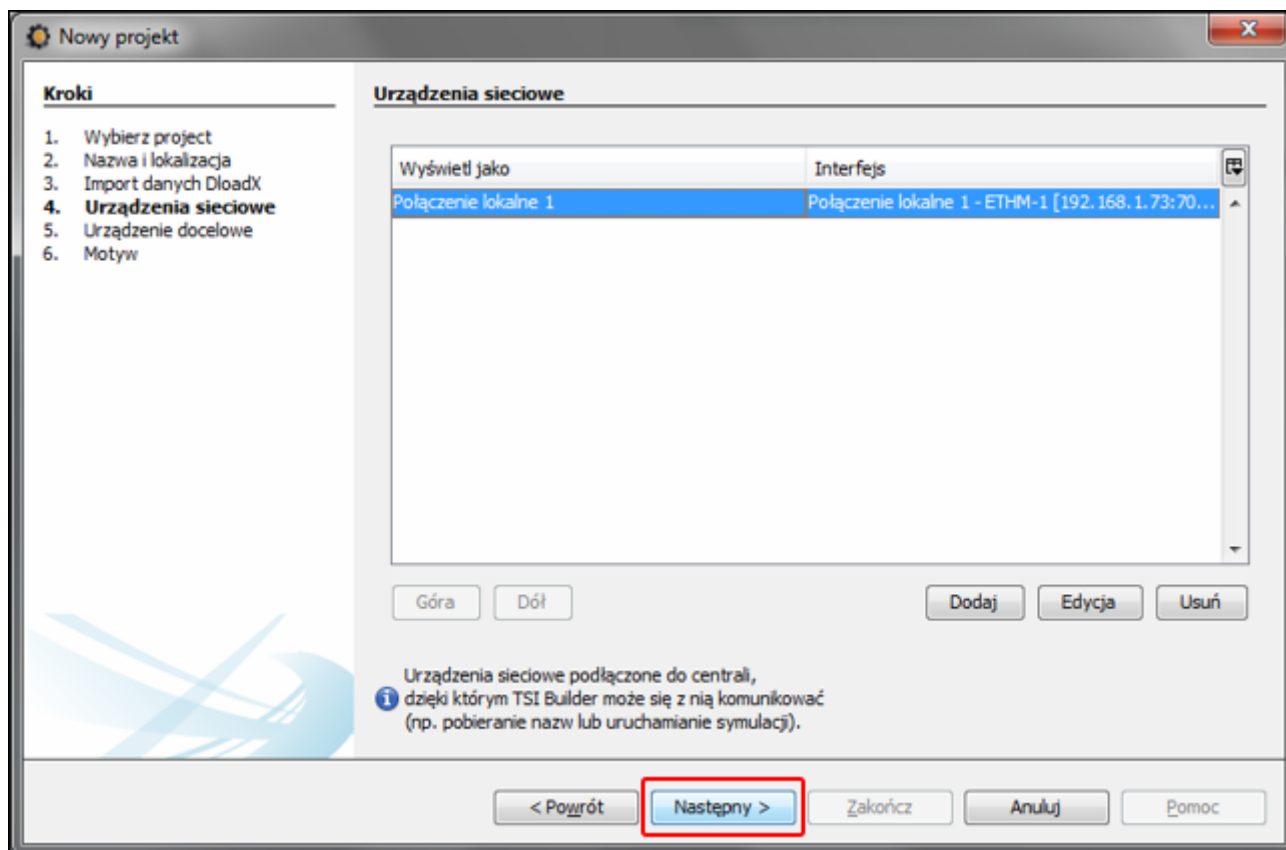 Nowy projekt
Kroki
1. Wybierz project
2. Nazwa i lokalizacja
3. Import danych DloadX
4. Urządzenia sieciowe
5. Urządzenie docelowe
6. Motyw
Urządzenia sieciowe
Wyświetl jako Interfejs
Połączenie lokalne 1 Połączenie lokalne 1 - ETHM-1 [192.168.1.73:70...
Góra Dół Dodaj Edycja Usuń
Urządzenia sieciowe podłączone do centrali,
dzięki którym TSI Builder może się z nią komunikować
(np. pobieranie nazw lub uruchamianie symulacji).
< Powrót Następny > Zakończ Anuluj Pomoc